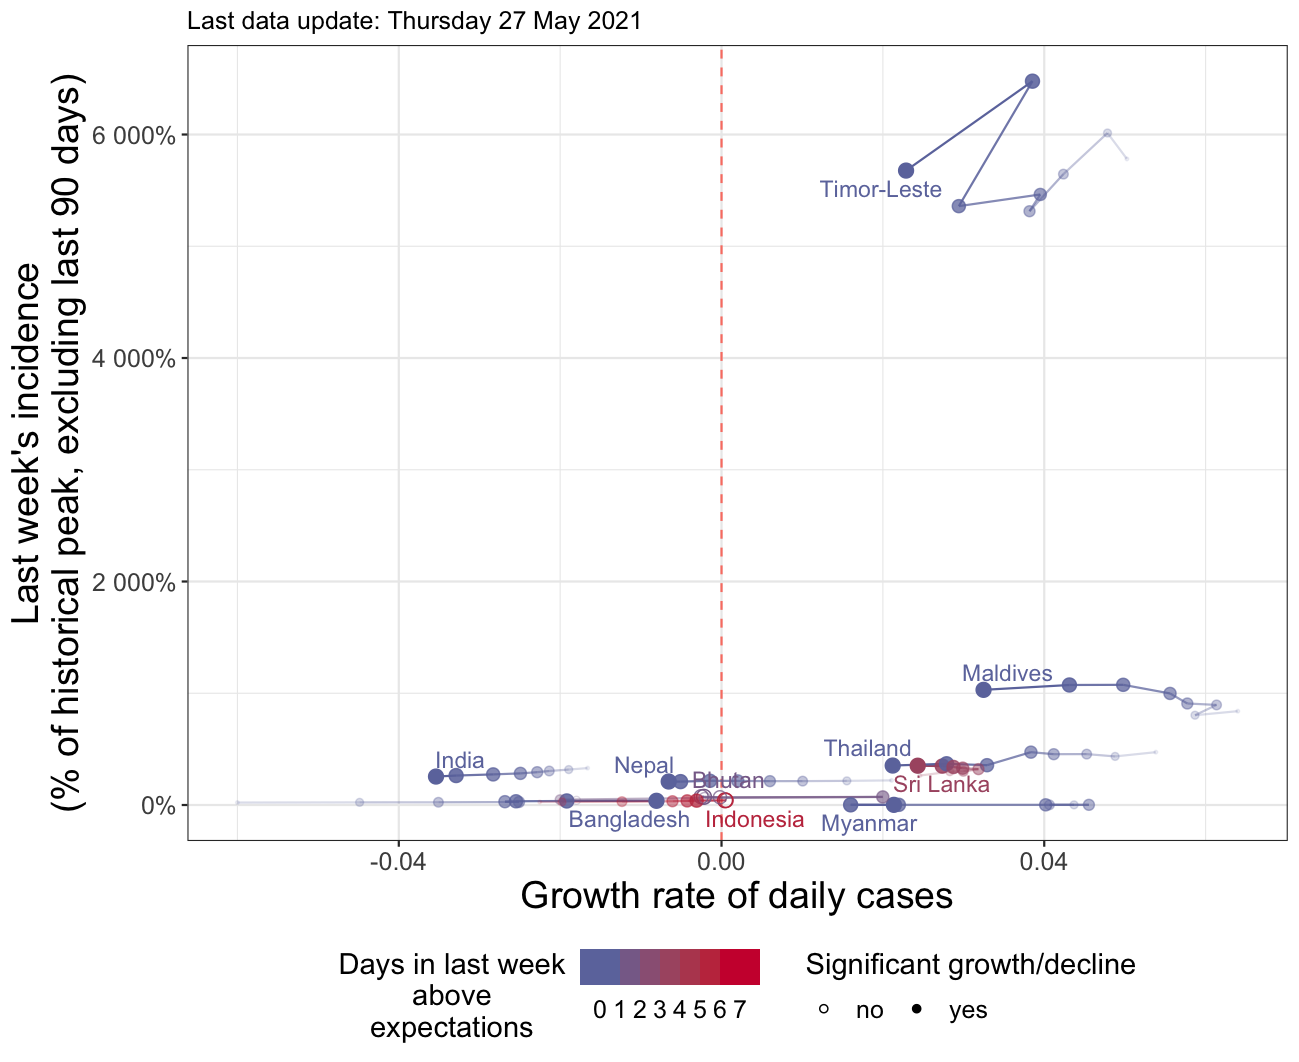 Last data update: Thursday 27 May 2021
Last week's incidence
(% of historical peak, excluding last 90 days)
6 000%
4 000%
2 000%
0%
Timor-Leste
Maldives
Thailand
India
Nepal
Bhutan
Sri Lanka
Bangladesh
Indonesia
Myanmar
-0.04
0.00
0.04
Growth rate of daily cases
Days in last week
above
expectations
0 1 2 3 4 5 6 7
Significant growth/decline
no
yes